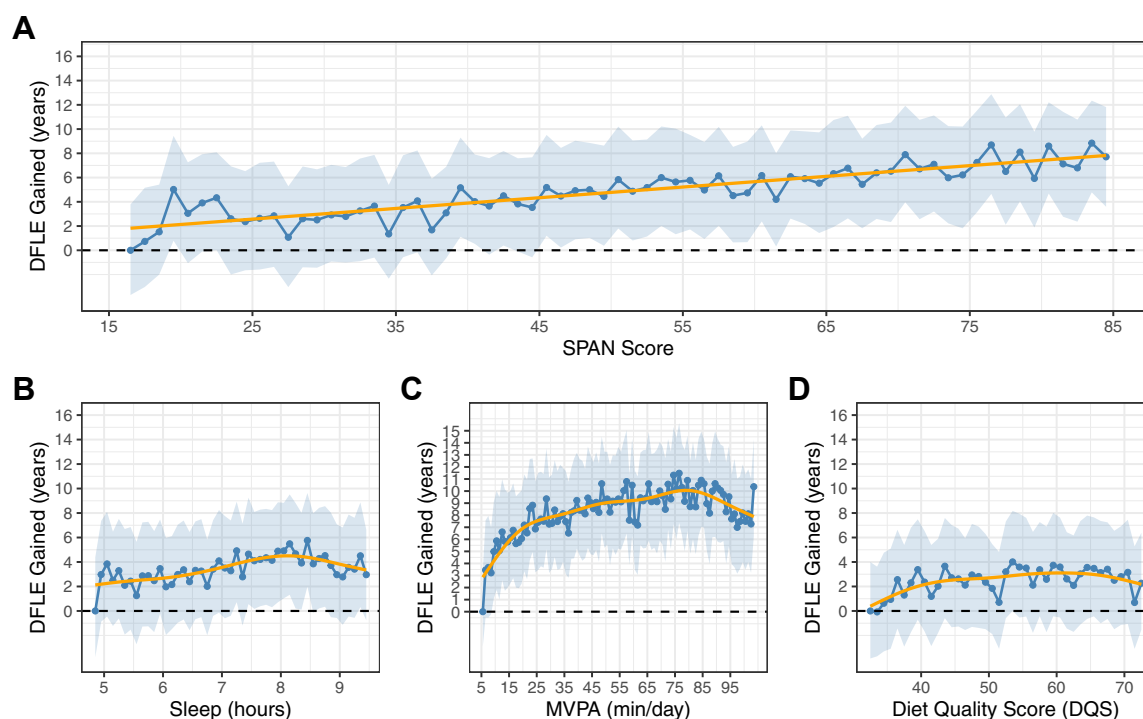 A
16
14
12
10
8
6
4
2
0
DFLE Gained (years)
15 25 35 45 55 65 75 85
SPAN Score
B
16
14
12
10
8
6
4
2
0
DFLE Gained (years)
5 6 7 8 9
Sleep (hours)
C
15
14
13
12
11
10
9
8
7
6
5
4
3
2
1
0
DFLE Gained (years)
5 15 25 35 45 55 65 75 85 95
MVPA (min/day)
D
16
14
12
10
8
6
4
2
0
DFLE Gained (years)
40 50 60 70
Diet Quality Score (DQS)